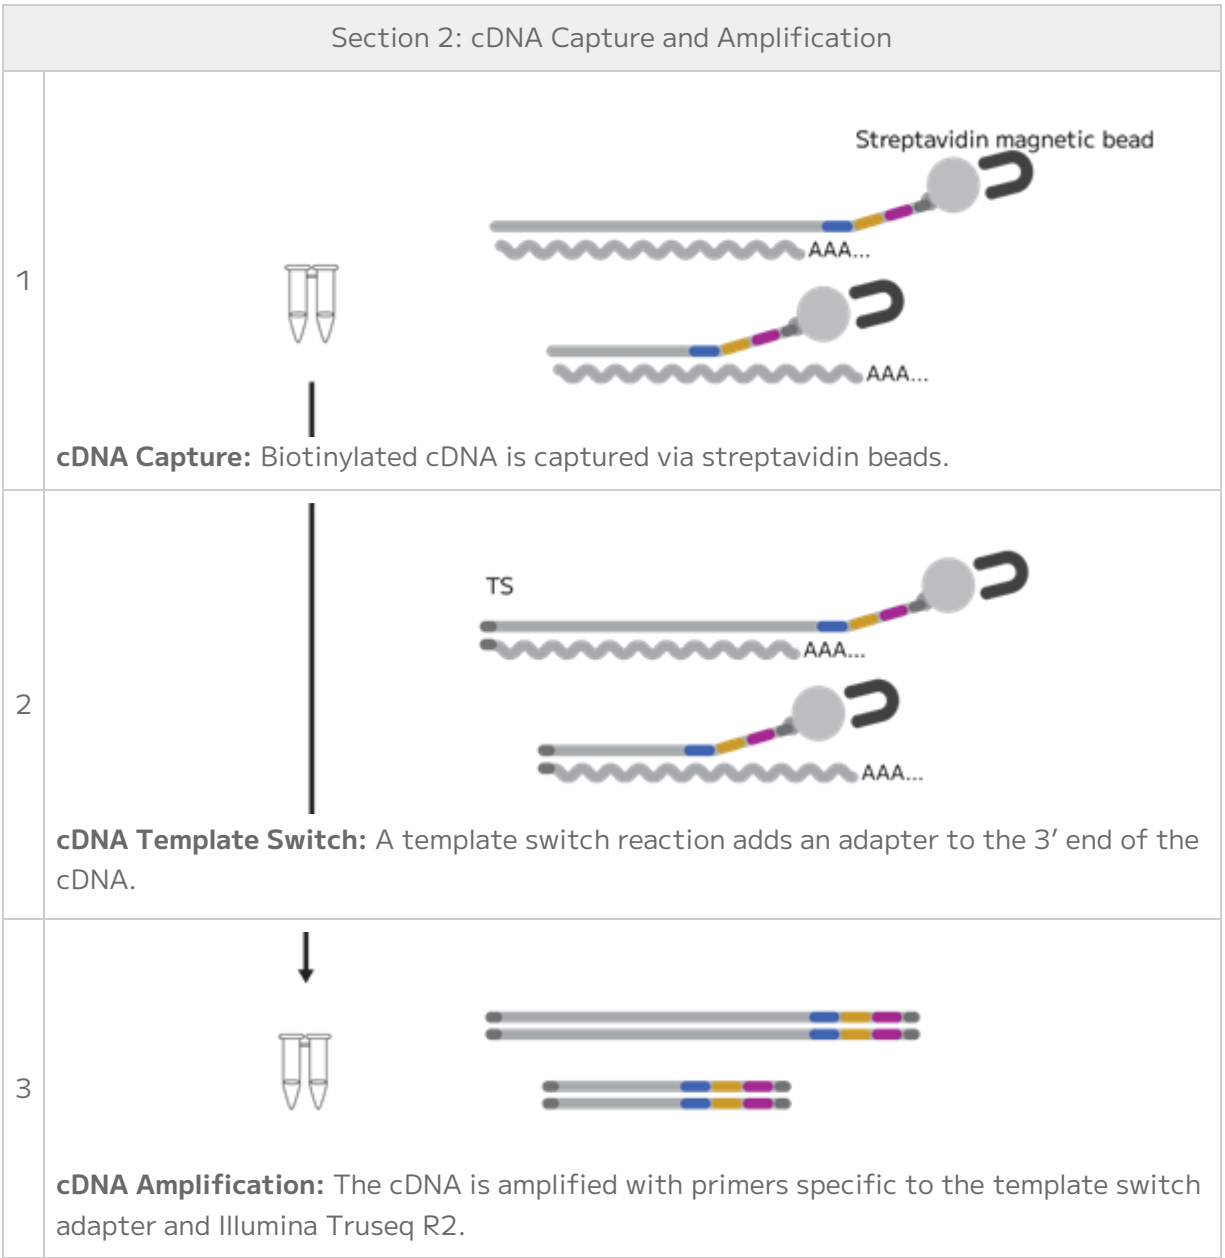 Section 2: cDNA Capture and Amplification
Streptavidin magnetic bead
AAA...
1
AAA...
cDNA Capture: Biotinylated cDNA is captured via streptavidin beads.
TS
AAA...
2
AAA...
cDNA Template Switch: A template switch reaction adds an adapter to the 3′ end of the
cDNA.
3
cDNA Amplification: The cDNA is amplified with primers specific to the template switch
adapter and Illumina Truseq R2.